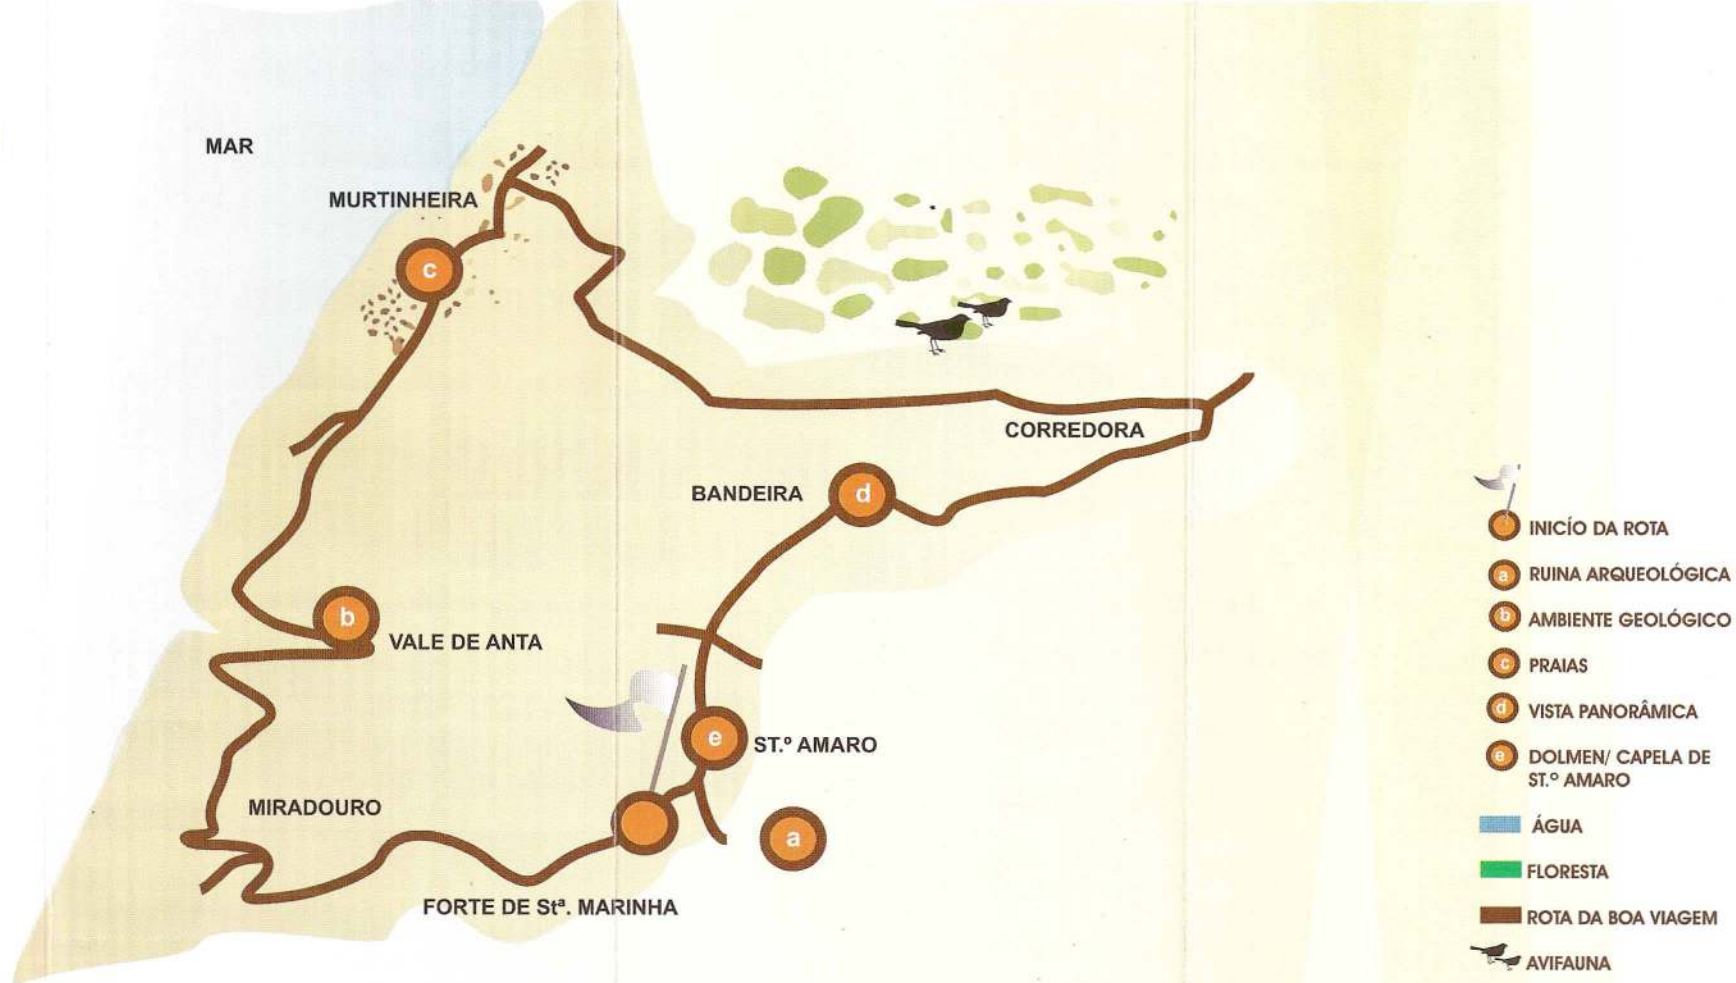 MAR
MURTINHEIRA
c
CORREDORA
BANDEIRA
d
b
VALE DE ANTA
e
ST.º AMARO
MIRADOURO
a
FORTE DE Stª. MARINHA
INICÍO DA ROTA
a RUINA ARQUEOLÓGICA
b AMBIENTE GEOLÓGICO
c PRAIAS
d VISTA PANORÂMICA
e DOLMEN/ CAPELA DE
ST.º AMARO
ÁGUA
FLORESTA
ROTA DA BOA VIAGEM
AVIFAUNA